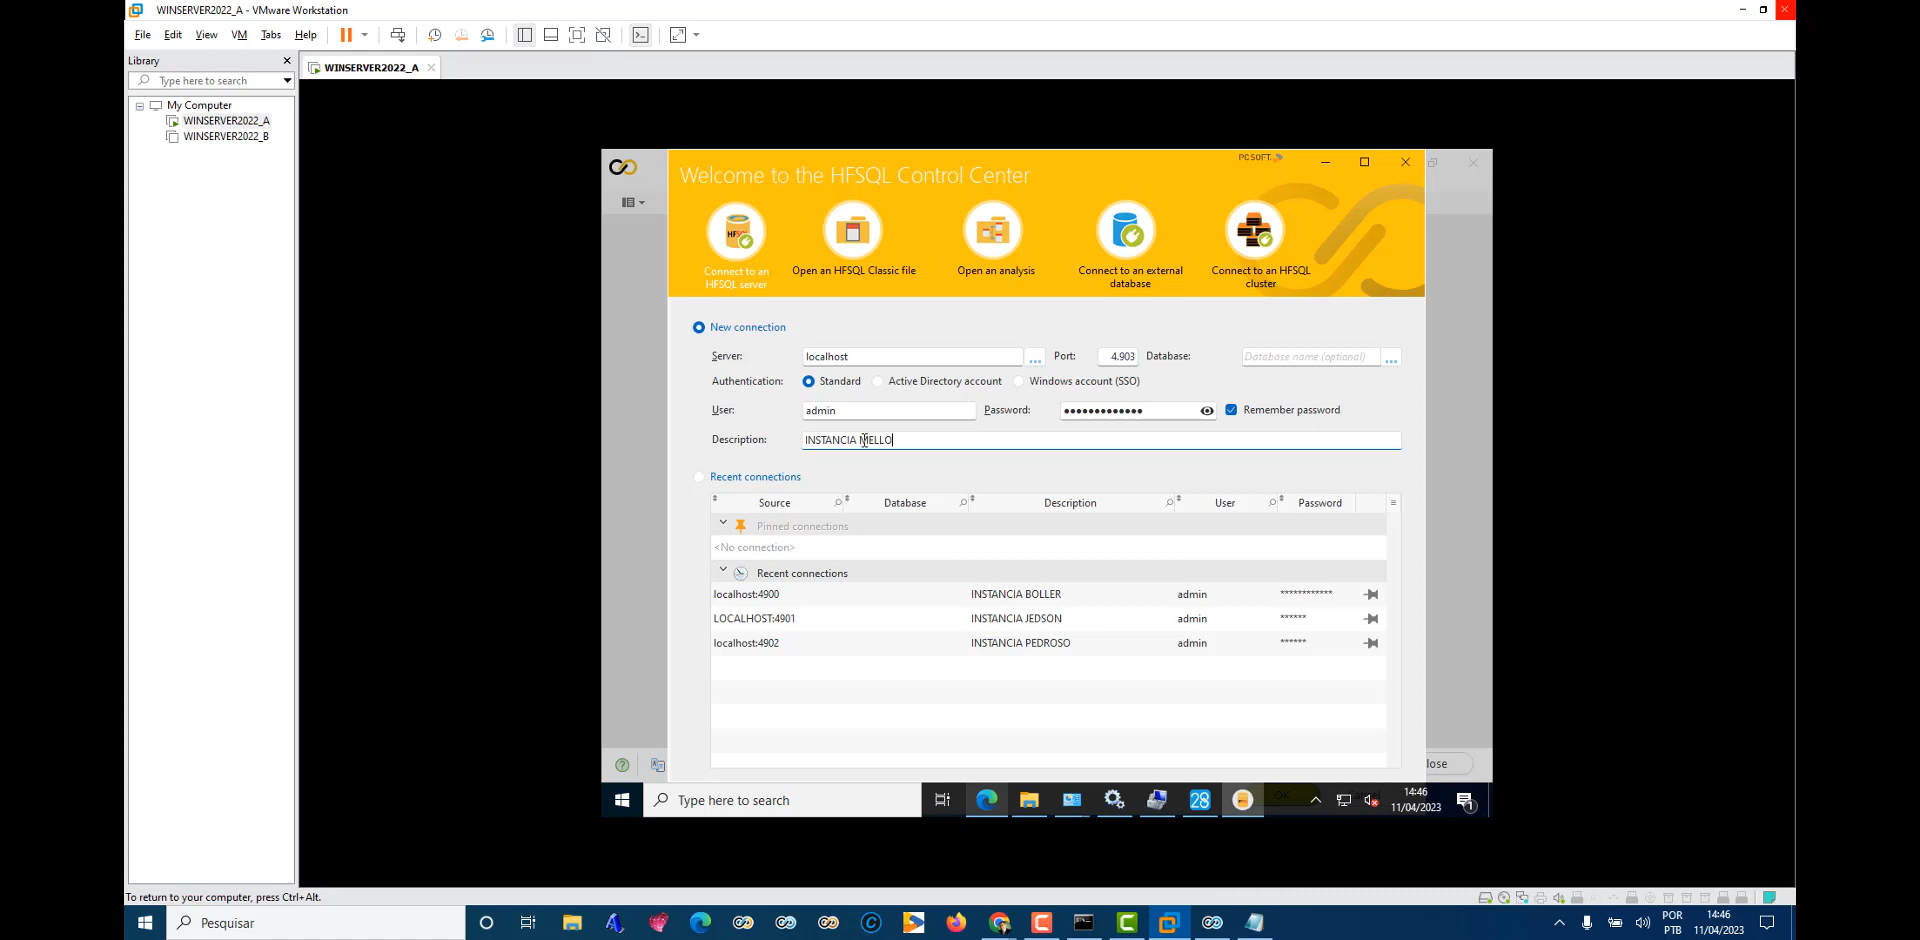 WINSERVER2022_A - VMware Workstation
File Edit View VM Tabs Help
Library
WINSERVER2022_A
Type here to search
My Computer
WINSERVER2022_A
WINSERVER2022_B
PC SOFT
Welcome to the HFSQL Control Center
HFSQL
Connect to an HFSQL server
Open an HFSQL Classic file
Open an analysis
Connect to an external database
Connect to an HFSQL cluster
New connection
Server: localhost ... Port: 4.903 Database: Database name (optional) ...
Authentication: Standard Active Directory account Windows account (SSO)
User: admin Password: ••••••••••••• Remember password
Description: INSTANCIA MELLO
Recent connections
Source Database Description User Password
Pinned connections
<No connection>
Recent connections
localhost:4900 INSTANCIA BOLLER admin ************
LOCALHOST:4901 INSTANCIA JEDSON admin ******
localhost:4902 INSTANCIA PEDROSO admin ******
lose
Type here to search
28
14:46
11/04/2023
1
To return to your computer, press Ctrl+Alt.
Pesquisar
POR
PTB
14:46
11/04/2023